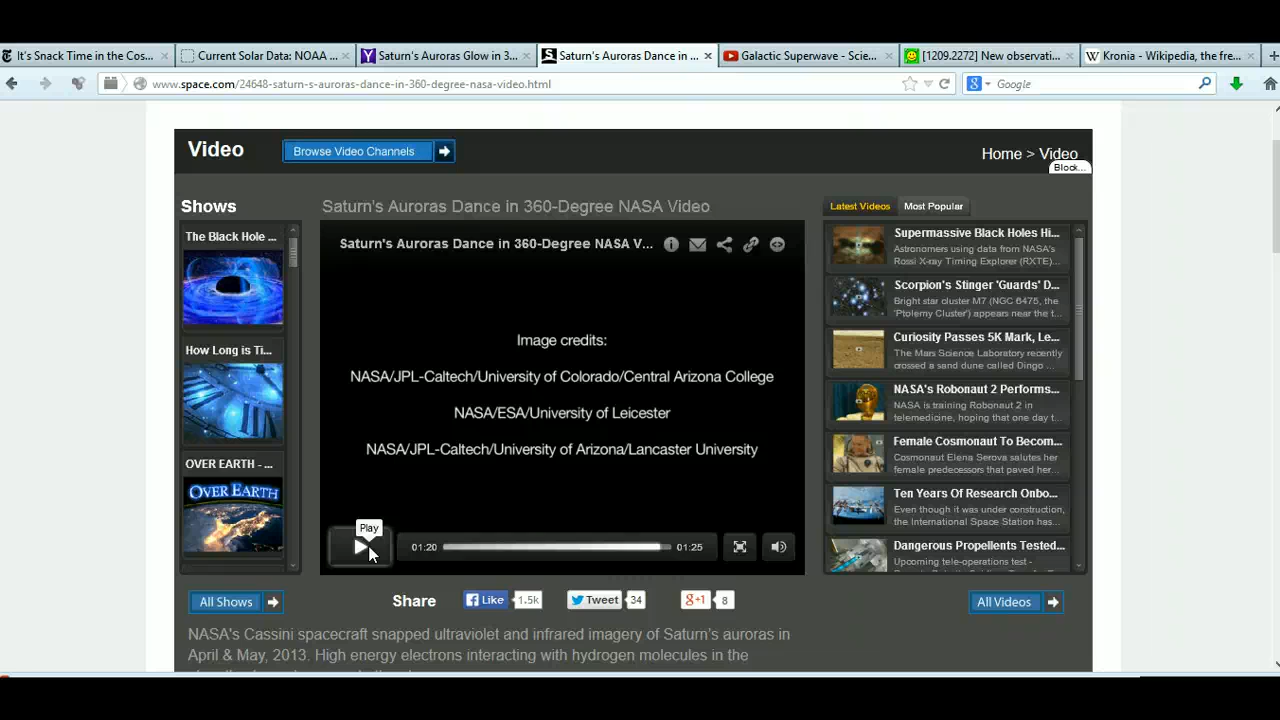 It's Snack Time in the Cos...
Current Solar Data: NOAA ...
Saturn's Auroras Glow in 3...
Saturn's Auroras Dance in ...
Galactic Superwave - Scie...
[1209.2272] New observati...
Kronia - Wikipedia, the fre...
www.space.com/24648-saturn-s-auroras-dance-in-360-degree-nasa-video.html
Google
Video
Browse Video Channels
Home > Video
Block...
Shows
The Black Hole ...
How Long is Ti...
OVER EARTH - ...
OVER EARTH
All Shows
Saturn's Auroras Dance in 360-Degree NASA Video
Saturn's Auroras Dance in 360-Degree NASA V...
Image credits:
NASA/JPL-Caltech/University of Colorado/Central Arizona College
NASA/ESA/University of Leicester
NASA/JPL-Caltech/University of Arizona/Lancaster University
Play
01:20
01:25
Share
Like
1.5k
Tweet
34
+1
8
NASA's Cassini spacecraft snapped ultraviolet and infrared imagery of Saturn's auroras in
April & May, 2013. High energy electrons interacting with hydrogen molecules in the
Latest Videos
Most Popular
Supermassive Black Holes Hi...
Astronomers using data from NASA's
Rossi X-ray Timing Explorer (RXTE)...
Scorpion's Stinger 'Guards' D...
Bright star cluster M7 (NGC 6475, the
'Ptolemy Cluster') appears near the t...
Curiosity Passes 5K Mark, Le...
The Mars Science Laboratory recently
crossed a sand dune called Dingo ...
NASA's Robonaut 2 Performs...
NASA is training Robonaut 2 in
telemedicine, hoping that one day t...
Female Cosmonaut To Becom...
Cosmonaut Elena Serova salutes her
female predecessors that paved her...
Ten Years Of Research Onbo...
Even though it was under construction,
the International Space Station has...
Dangerous Propellents Tested...
Upcoming tele-operations test -
All Videos